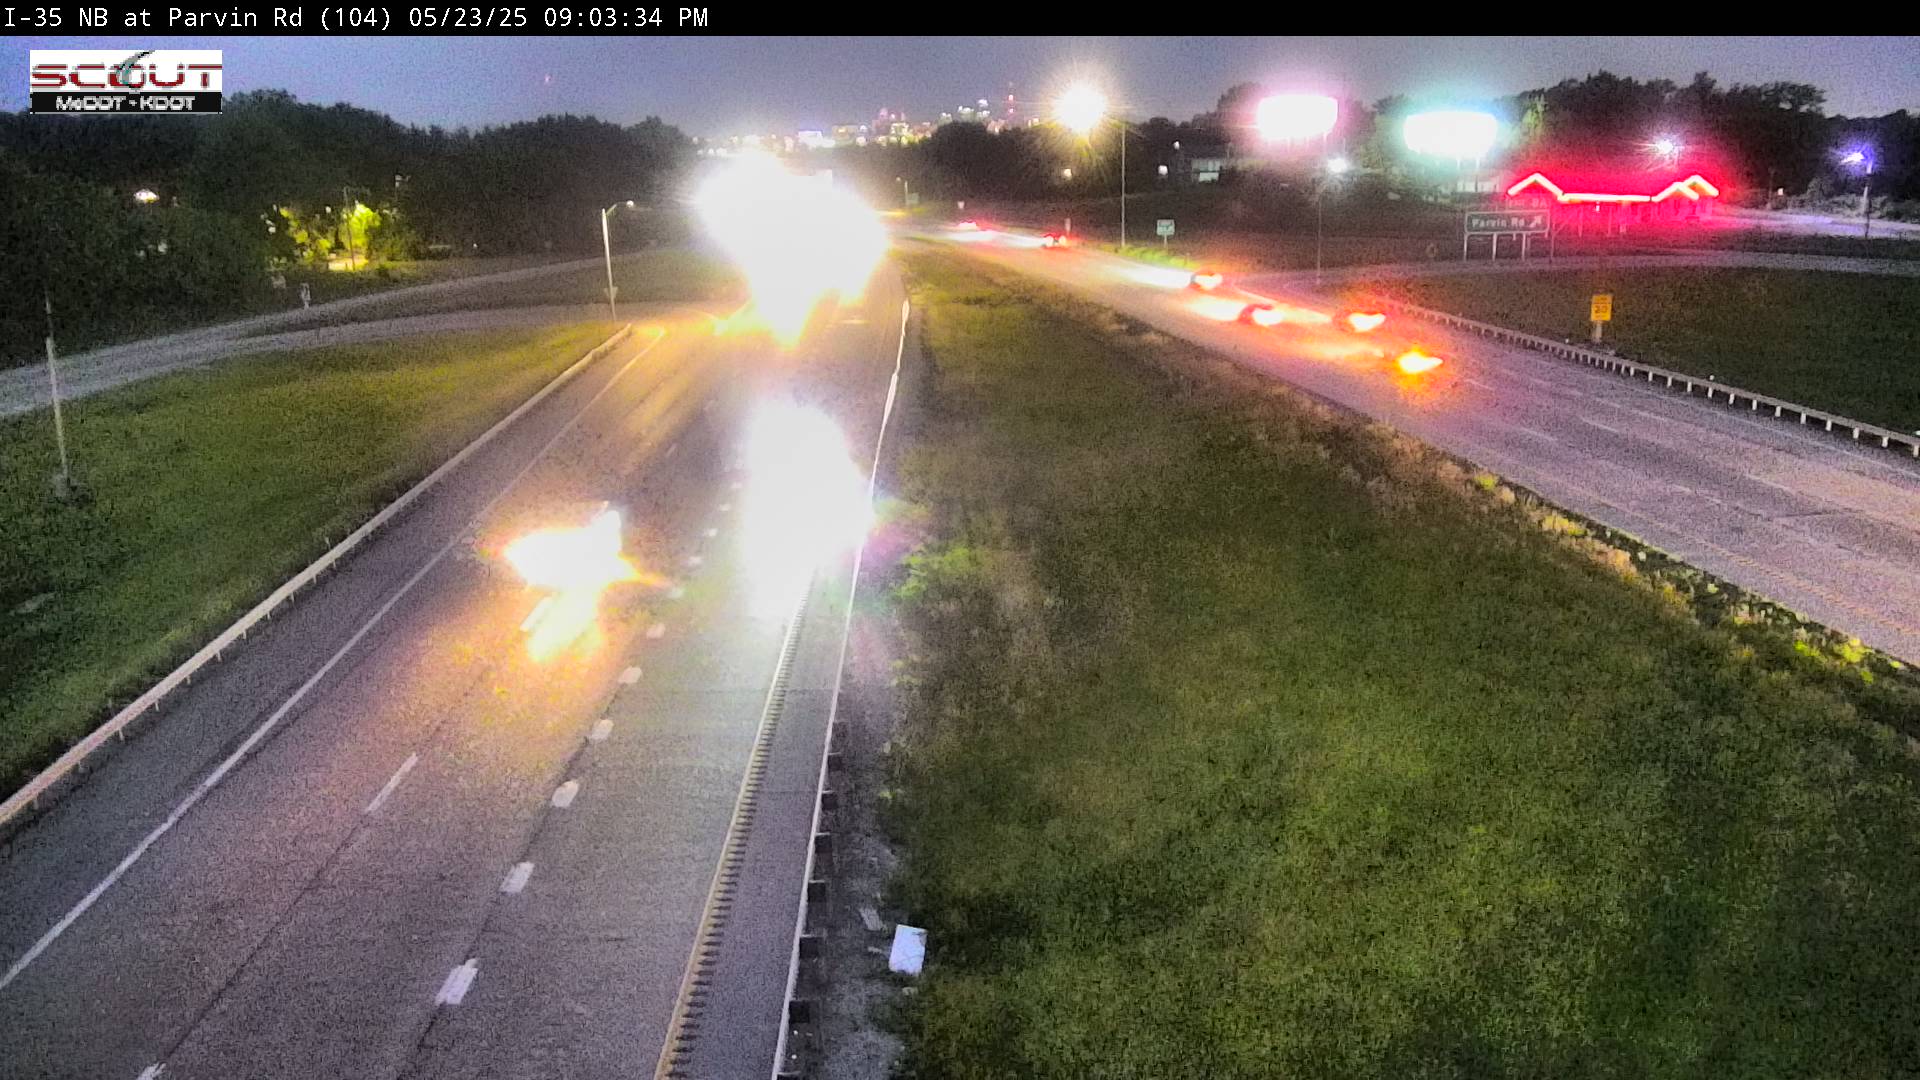 I-35 NB at Parvin Rd (104) 05/23/25 09:03:34 PM
SCOUT
MoDOT - KDOT
Parvin Rd